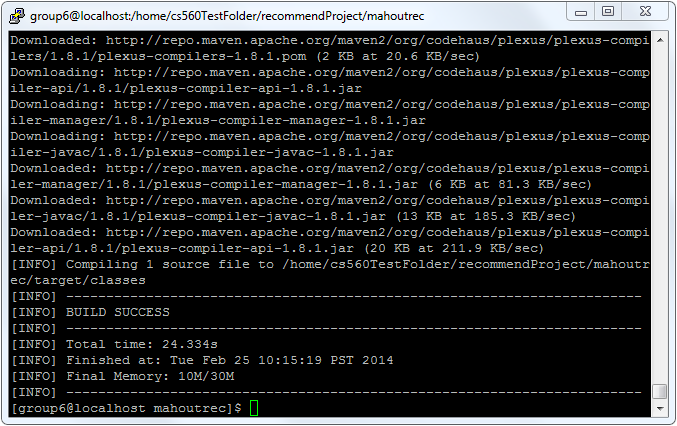 group6@localhost:/home/cs560TestFolder/recommendProject/mahoutrec
Downloaded: http://repo.maven.apache.org/maven2/org/codehaus/plexus/plexus-compi
lers/1.8.1/plexus-compilers-1.8.1.pom (2 KB at 20.6 KB/sec)
Downloading: http://repo.maven.apache.org/maven2/org/codehaus/plexus/plexus-comp
iler-api/1.8.1/plexus-compiler-api-1.8.1.jar
Downloading: http://repo.maven.apache.org/maven2/org/codehaus/plexus/plexus-comp
iler-manager/1.8.1/plexus-compiler-manager-1.8.1.jar
Downloading: http://repo.maven.apache.org/maven2/org/codehaus/plexus/plexus-comp
iler-javac/1.8.1/plexus-compiler-javac-1.8.1.jar
Downloaded: http://repo.maven.apache.org/maven2/org/codehaus/plexus/plexus-compi
ler-manager/1.8.1/plexus-compiler-manager-1.8.1.jar (6 KB at 81.3 KB/sec)
Downloaded: http://repo.maven.apache.org/maven2/org/codehaus/plexus/plexus-compi
ler-javac/1.8.1/plexus-compiler-javac-1.8.1.jar (13 KB at 185.3 KB/sec)
Downloaded: http://repo.maven.apache.org/maven2/org/codehaus/plexus/plexus-compi
ler-api/1.8.1/plexus-compiler-api-1.8.1.jar (20 KB at 211.9 KB/sec)
[INFO] Compiling 1 source file to /home/cs560TestFolder/recommendProject/mahoutr
ec/target/classes
[INFO] ------------------------------------------------------------------------
[INFO] BUILD SUCCESS
[INFO] ------------------------------------------------------------------------
[INFO] Total time: 24.334s
[INFO] Finished at: Tue Feb 25 10:15:19 PST 2014
[INFO] Final Memory: 10M/30M
[INFO] ------------------------------------------------------------------------
[group6@localhost mahoutrec]$